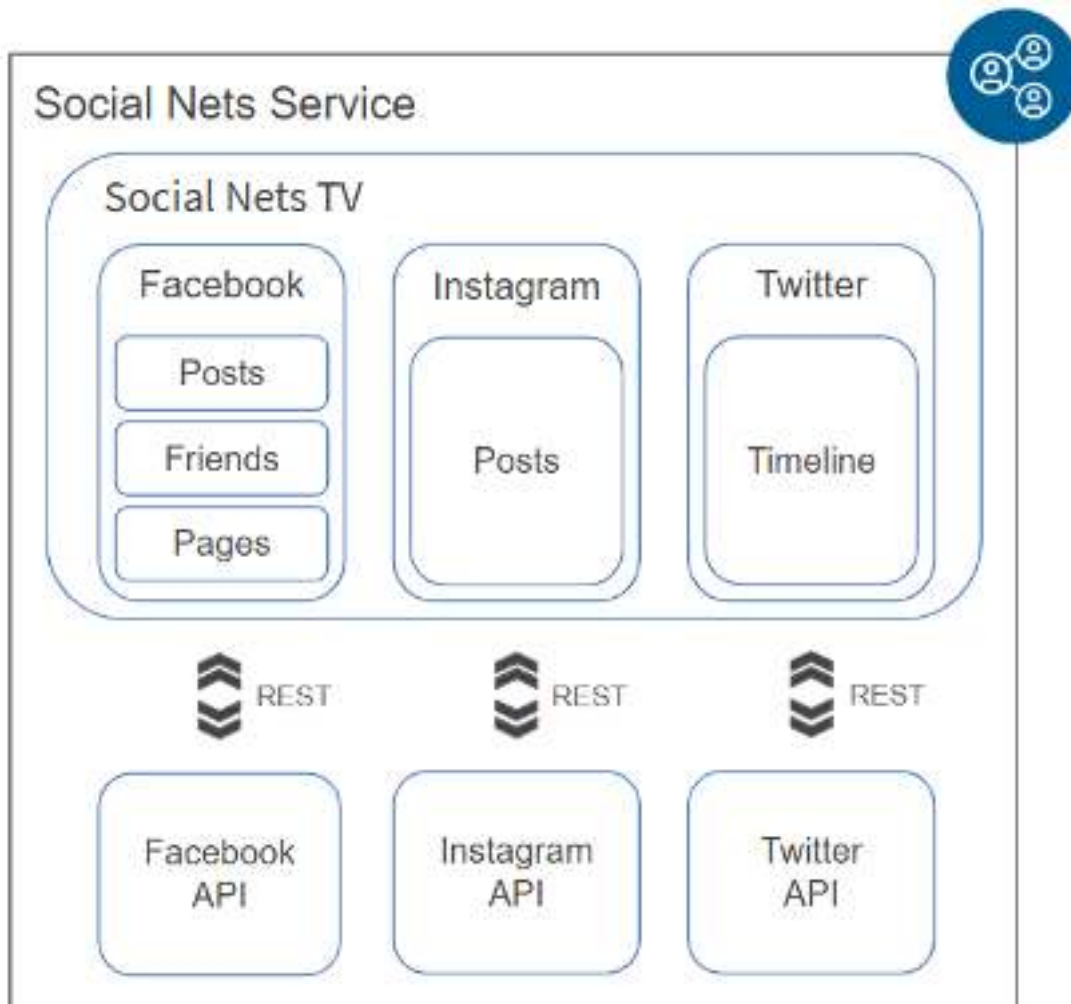 Social Nets Service
Social Nets TV
Facebook
Posts
Friends
Pages
Instagram
Posts
Twitter
Timeline
REST
REST
REST
Facebook
API
Instagram
API
Twitter
API